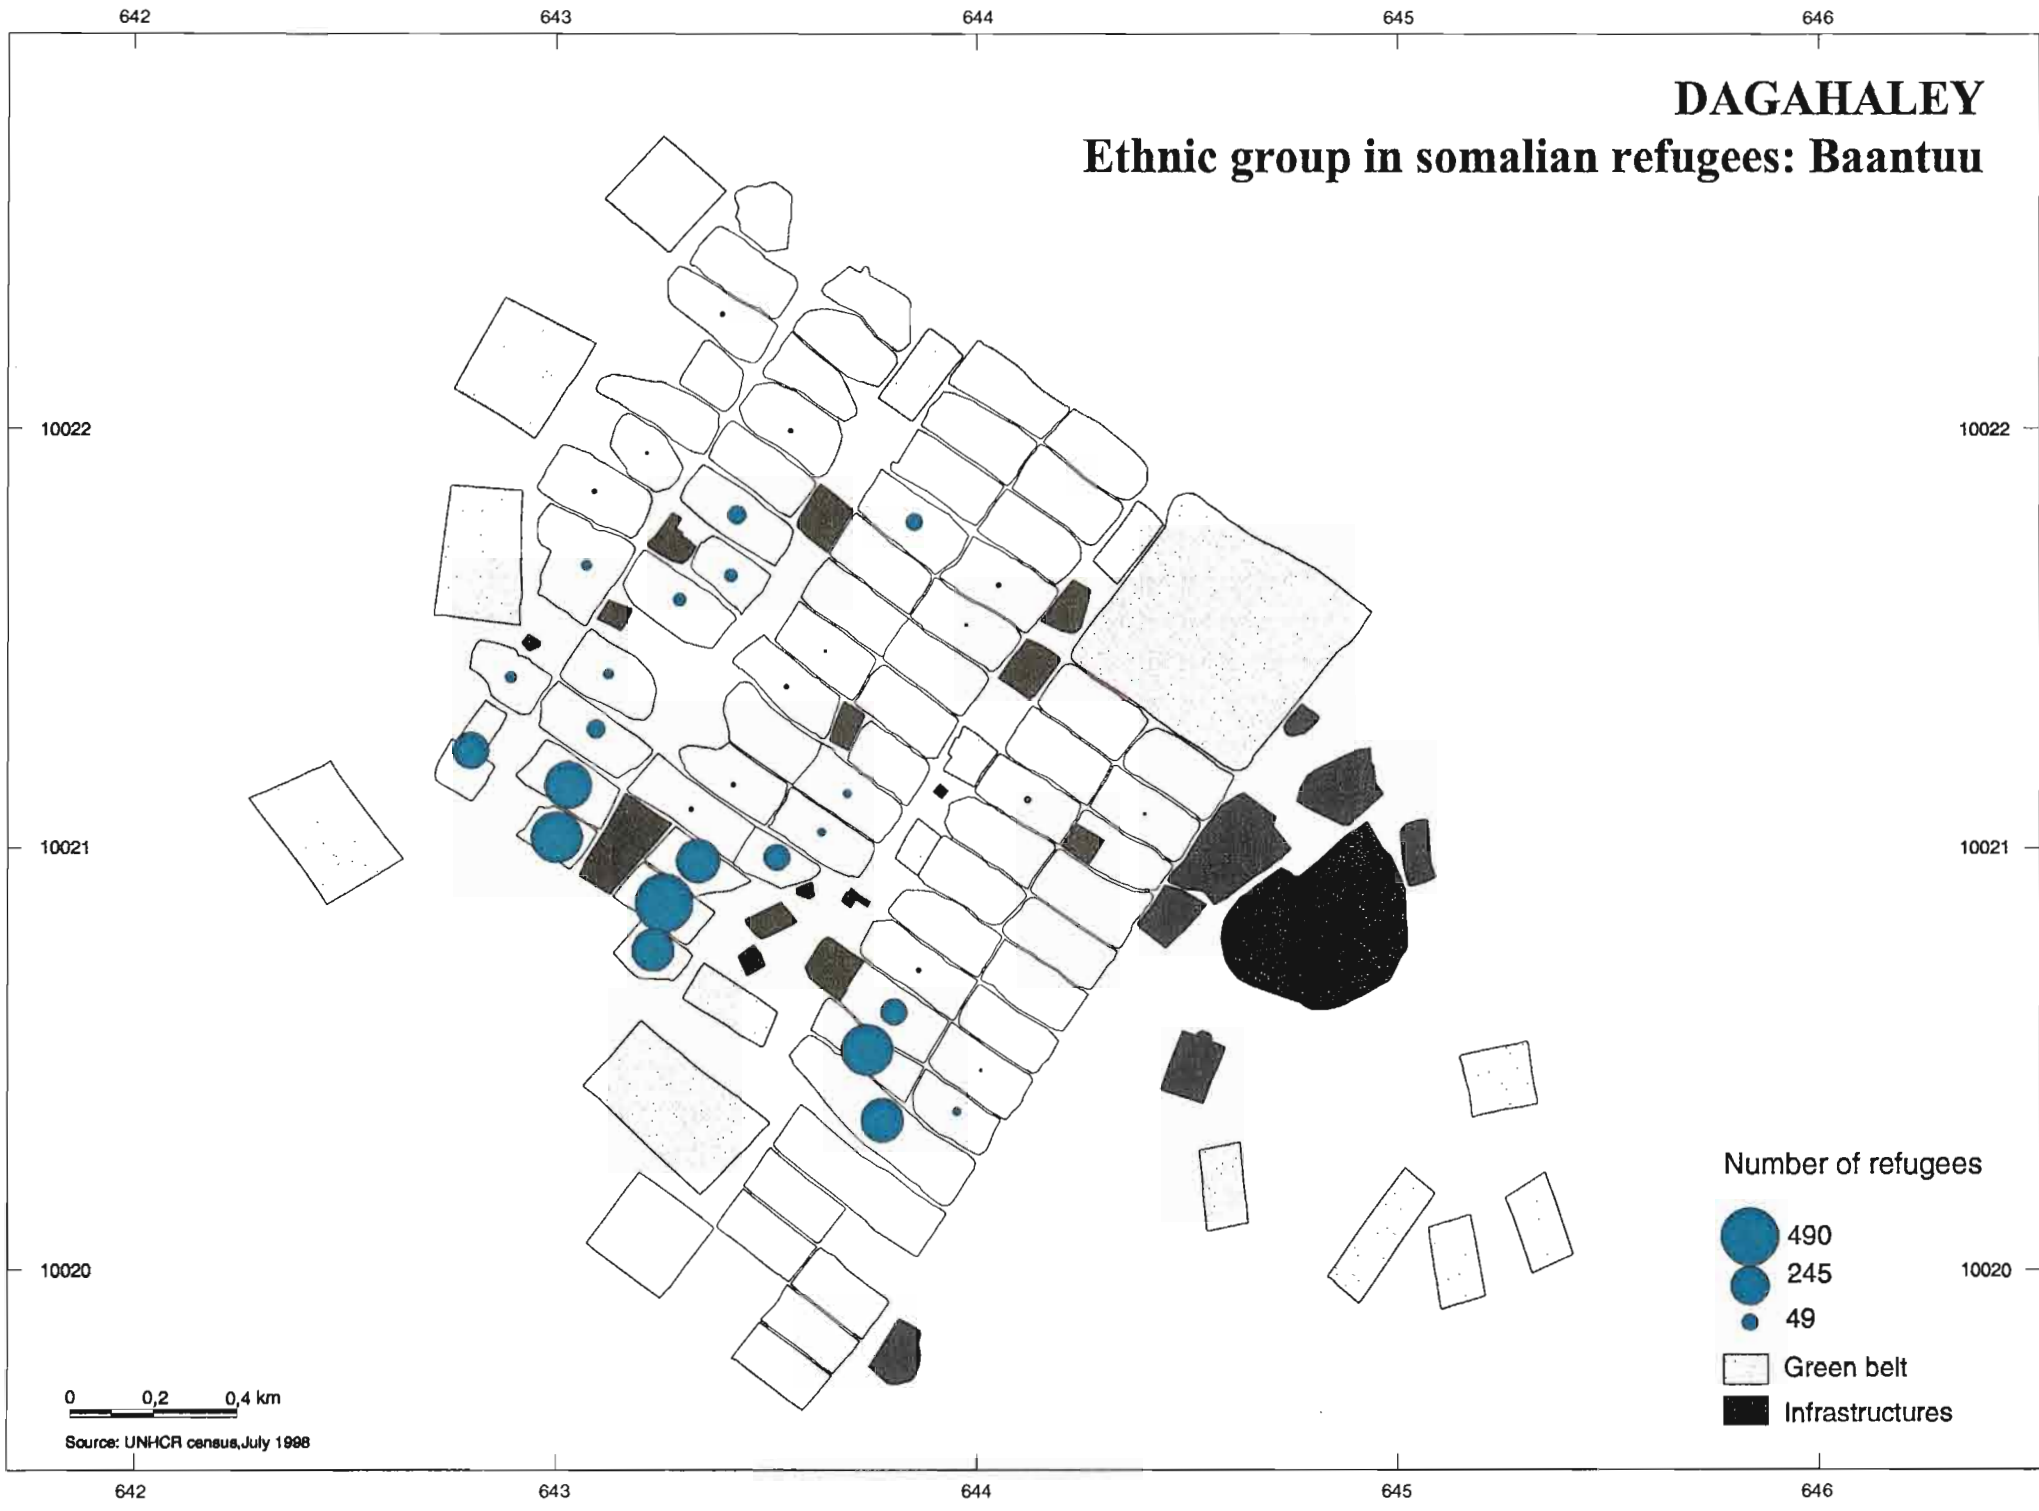 642 643 644 645 646
DAGAHALEY
Ethnic group in somalian refugees: Baantuu
10022 10022
10021 10021
Number of refugees
490
245
49
10020 10020
Green belt
0 0,2 0,4 km
Infrastructures
Source: UNHCR census,July 1998
642 643 644 645 646